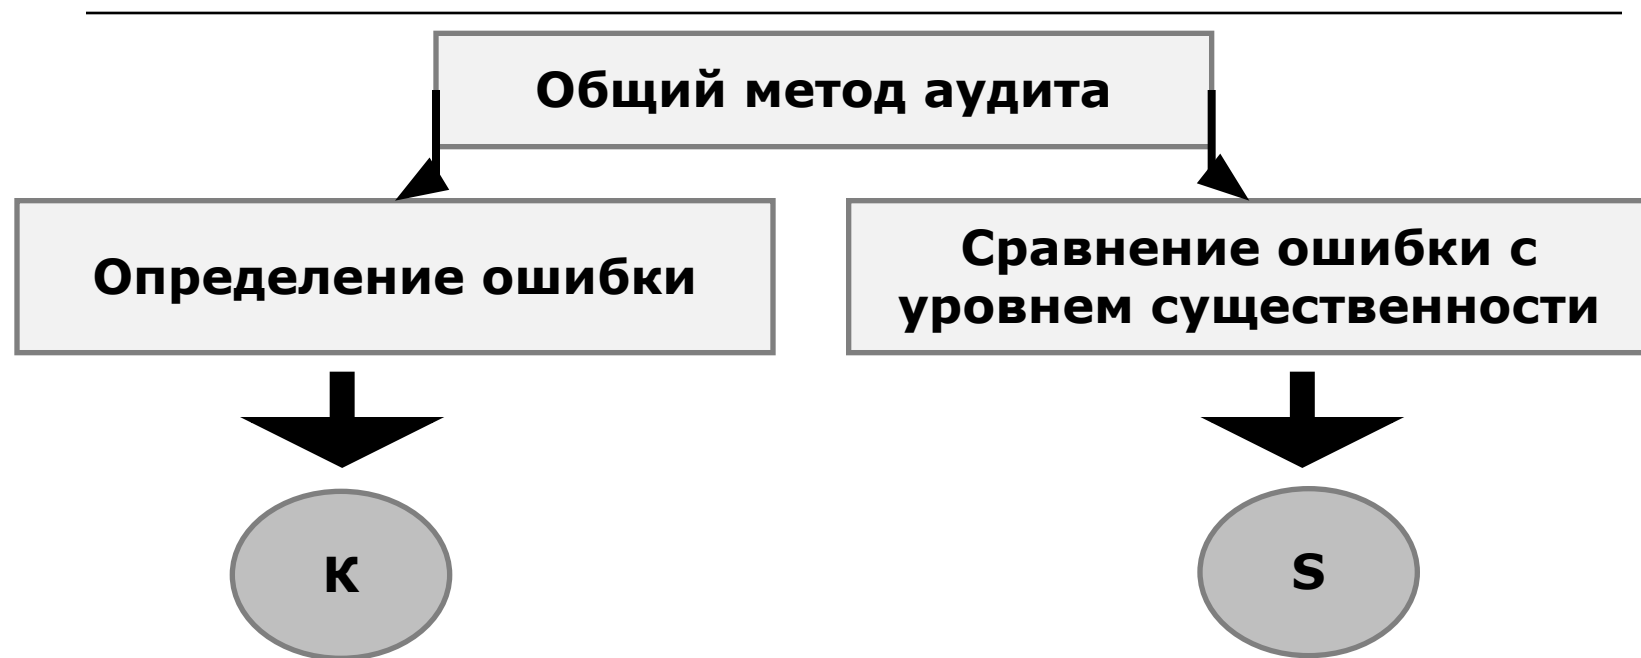 Общий метод аудита
Определение ошибки
Сравнение ошибки с
уровнем существенности
К
S